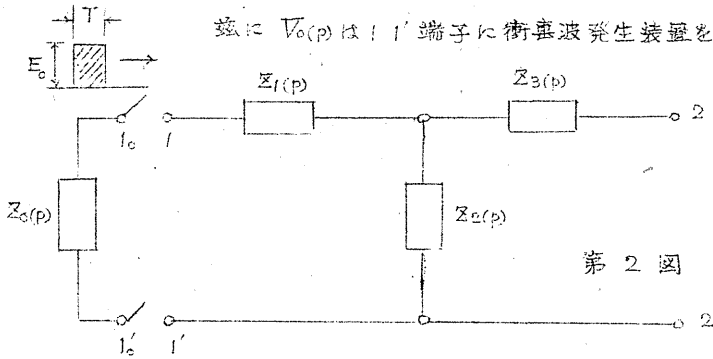 T
茲に V₀(p) は 1 1′ 端子に衝撃波発生装置を
E₀
Z₁(p)
Z₃(p)
1₀ 1
2
Z₀(p)
Z₂(p)
第 2 図
1₀′ 1′
2